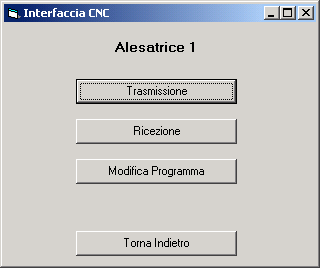 Interfaccia CNC
Alesatrice 1
Trasmissione
Ricezione
Modifica Programma
Torna Indietro